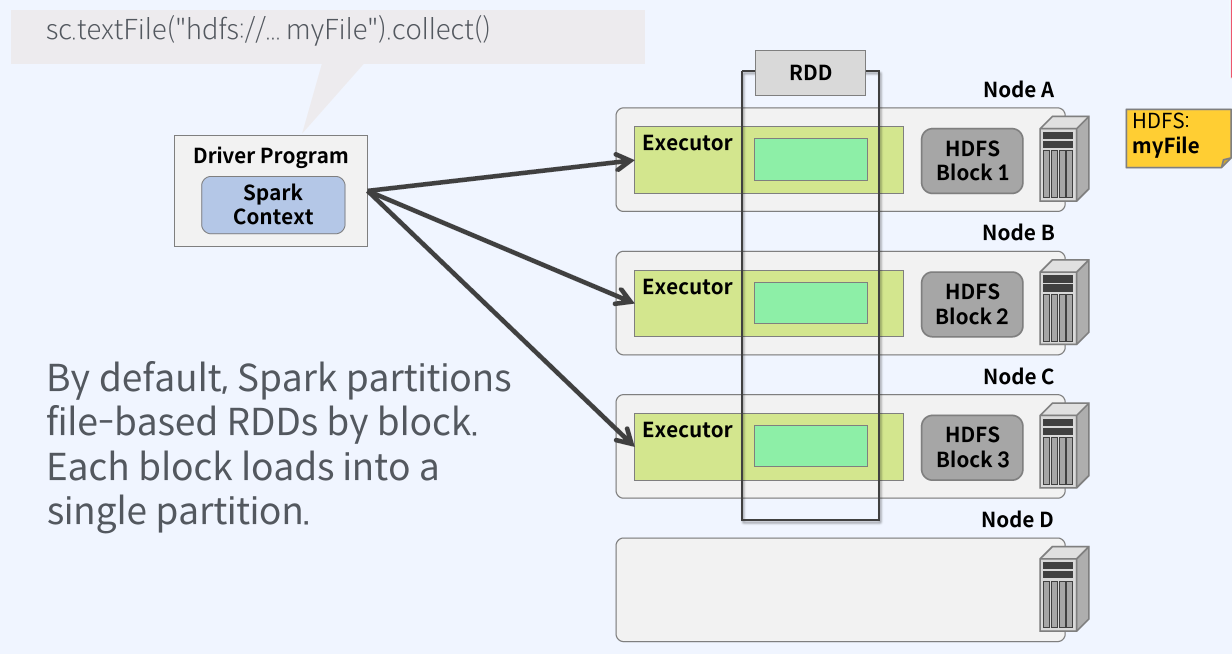 sc.textFile("hdfs://... myFile").collect()
RDD
Node A
HDFS:
myFile
Driver Program
Spark
Context
Executor
HDFS
Block 1
Node B
Executor
HDFS
Block 2
By default, Spark partitions
file-based RDDs by block.
Each block loads into a
single partition.
Node C
Executor
HDFS
Block 3
Node D